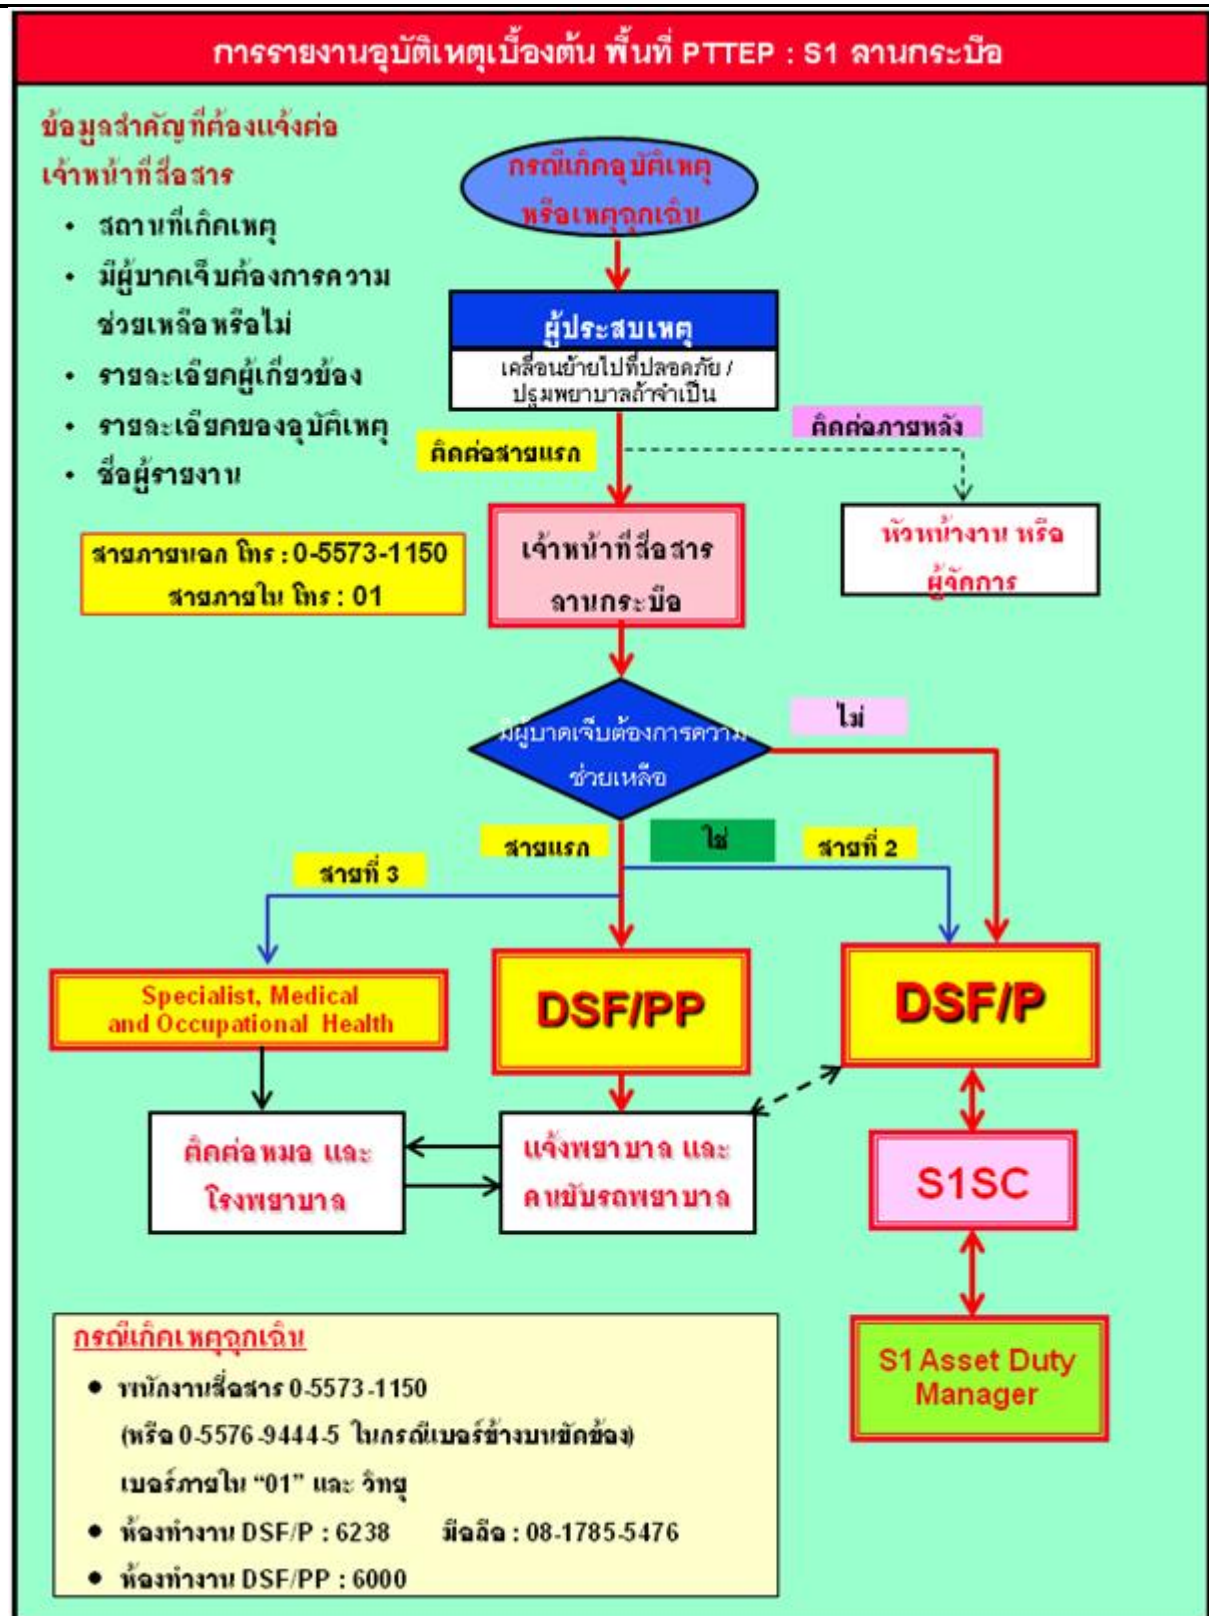 การรายงานอุบัติเหตุเบื้องต้น พื้นที่ PTTEP : S1 ลานกระบือ
ข้อมูลสำคัญที่ต้องแจ้งต่อ
เจ้าหน้าที่สื่อสาร
• สถานที่เกิดเหตุ
• มีผู้บาดเจ็บต้องการความ
ช่วยเหลือหรือไม่
• รายละเอียดผู้เกี่ยวข้อง
• รายละเอียดของอุบัติเหตุ
• ชื่อผู้รายงาน
กรณีเกิดอุบัติเหตุ
หรือเหตุฉุกเฉิน
ผู้ประสบเหตุ
เคลื่อนย้ายไปที่ปลอดภัย /
ปฐมพยาบาลถ้าจำเป็น
ติดต่อสายแรก
ติดต่อภายหลัง
หัวหน้างาน หรือ
ผู้จัดการ
สายภายนอก โทร : 0-5573-1150
สายภายใน โทร : 01
เจ้าหน้าที่สื่อสาร
ลานกระบือ
มีผู้บาดเจ็บต้องการความ
ช่วยเหลือ
ไม่
สายแรก
ใช่
สายที่ 2
สายที่ 3
Specialist, Medical
and Occupational Health
DSF/PP
DSF/P
ติดต่อหมอ และ
โรงพยาบาล
แจ้งพยาบาล และ
คนขับรถพยาบาล
S1SC
S1 Asset Duty
Manager
กรณีเกิดเหตุฉุกเฉิน
• พนักงานสื่อสาร 0-5573-1150
(หรือ 0-5576-9444-5 ในกรณีเบอร์ข้างบนขัดข้อง)
เบอร์ภายใน “01” และ วิทยุ
• ห้องทำงาน DSF/P : 6238 มือถือ : 08-1785-5476
• ห้องทำงาน DSF/PP : 6000